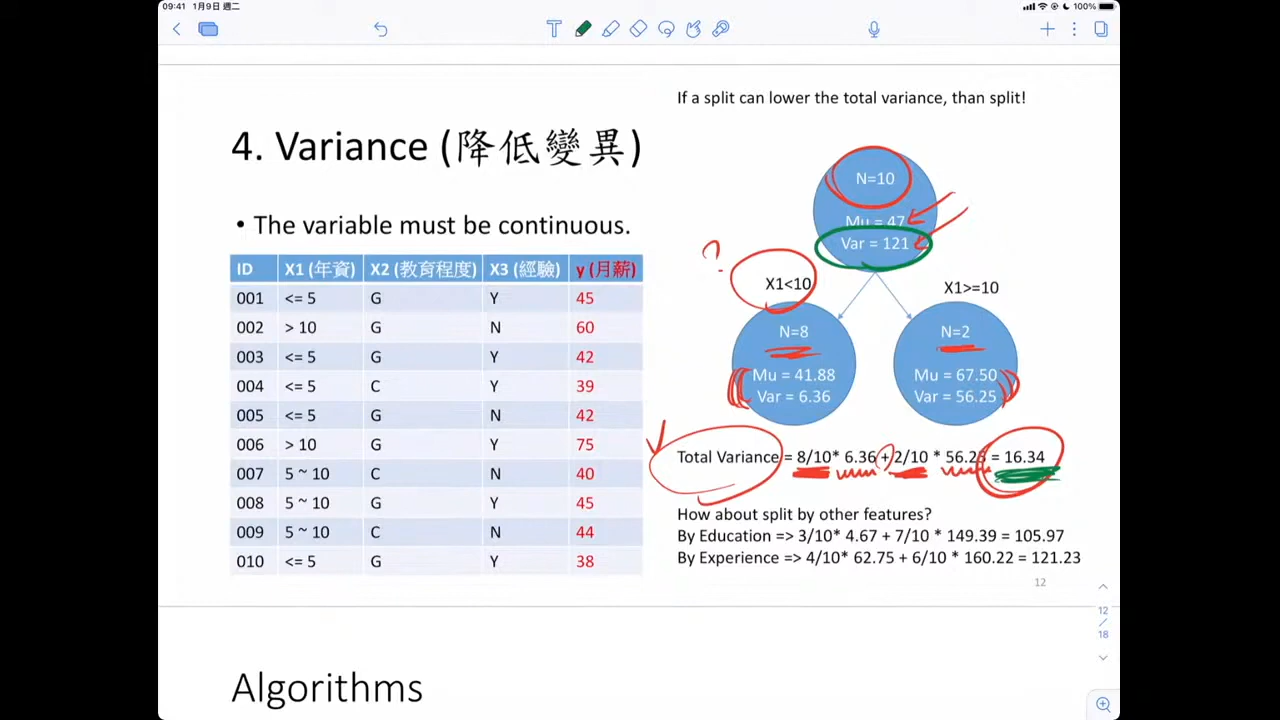 09:41 1月9日 週二
100%
If a split can lower the total variance, than split!
4. Variance (降低變異)
• The variable must be continuous.
ID X1 (年資) X2 (教育程度) X3 (經驗) y (月薪)
001 <= 5 G Y 45
002 > 10 G N 60
003 <= 5 G Y 42
004 <= 5 C Y 39
005 <= 5 G N 42
006 > 10 G Y 75
007 5 ~ 10 C N 40
008 5 ~ 10 G Y 45
009 5 ~ 10 C N 44
010 <= 5 G Y 38
N=10
Mu = 47
Var = 121
?
X1<10
X1>=10
N=8
Mu = 41.88
Var = 6.36
N=2
Mu = 67.50
Var = 56.25
Total Variance = 8/10* 6.36 + 2/10 * 56.25 = 16.34
How about split by other features?
By Education => 3/10* 4.67 + 7/10 * 149.39 = 105.97
By Experience => 4/10* 62.75 + 6/10 * 160.22 = 121.23
12
12
/
18
Algorithms